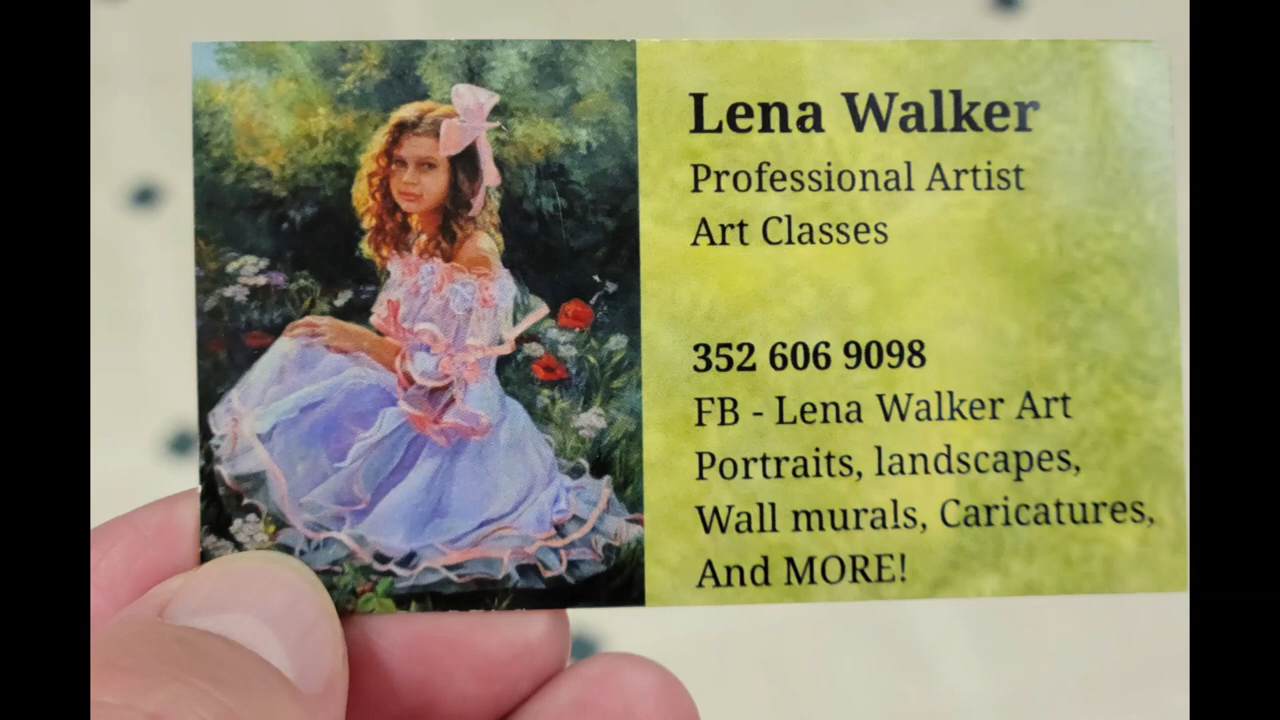 Lena Walker
Professional Artist
Art Classes
352 606 9098
FB - Lena Walker Art
Portraits, landscapes,
Wall murals, Caricatures,
And MORE!